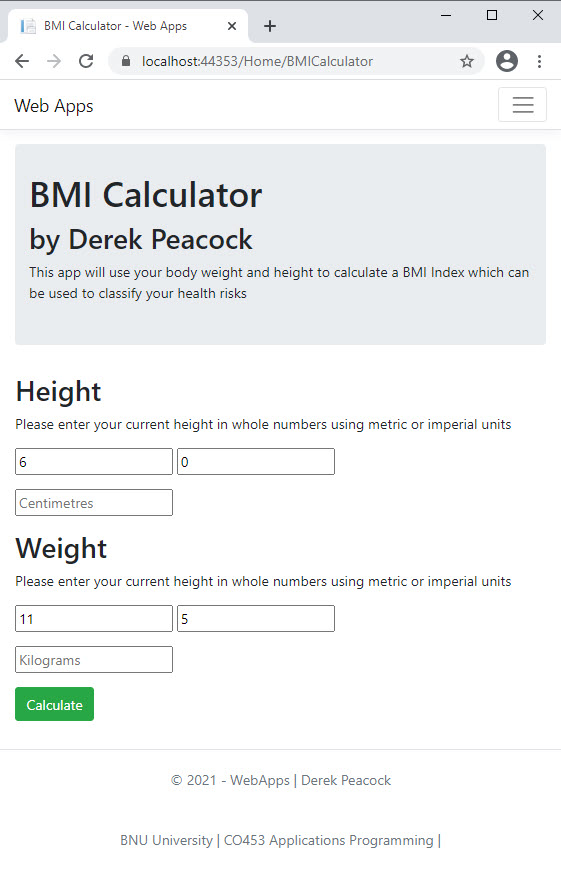 BMI Calculator - Web Apps
localhost:44353/Home/BMICalculator
Web Apps
BMI Calculator
by Derek Peacock
This app will use your body weight and height to calculate a BMI Index which can
be used to classify your health risks
Height
Please enter your current height in whole numbers using metric or imperial units
6 0
Centimetres
Weight
Please enter your current height in whole numbers using metric or imperial units
11 5
Kilograms
Calculate
© 2021 - WebApps | Derek Peacock
BNU University | CO453 Applications Programming |